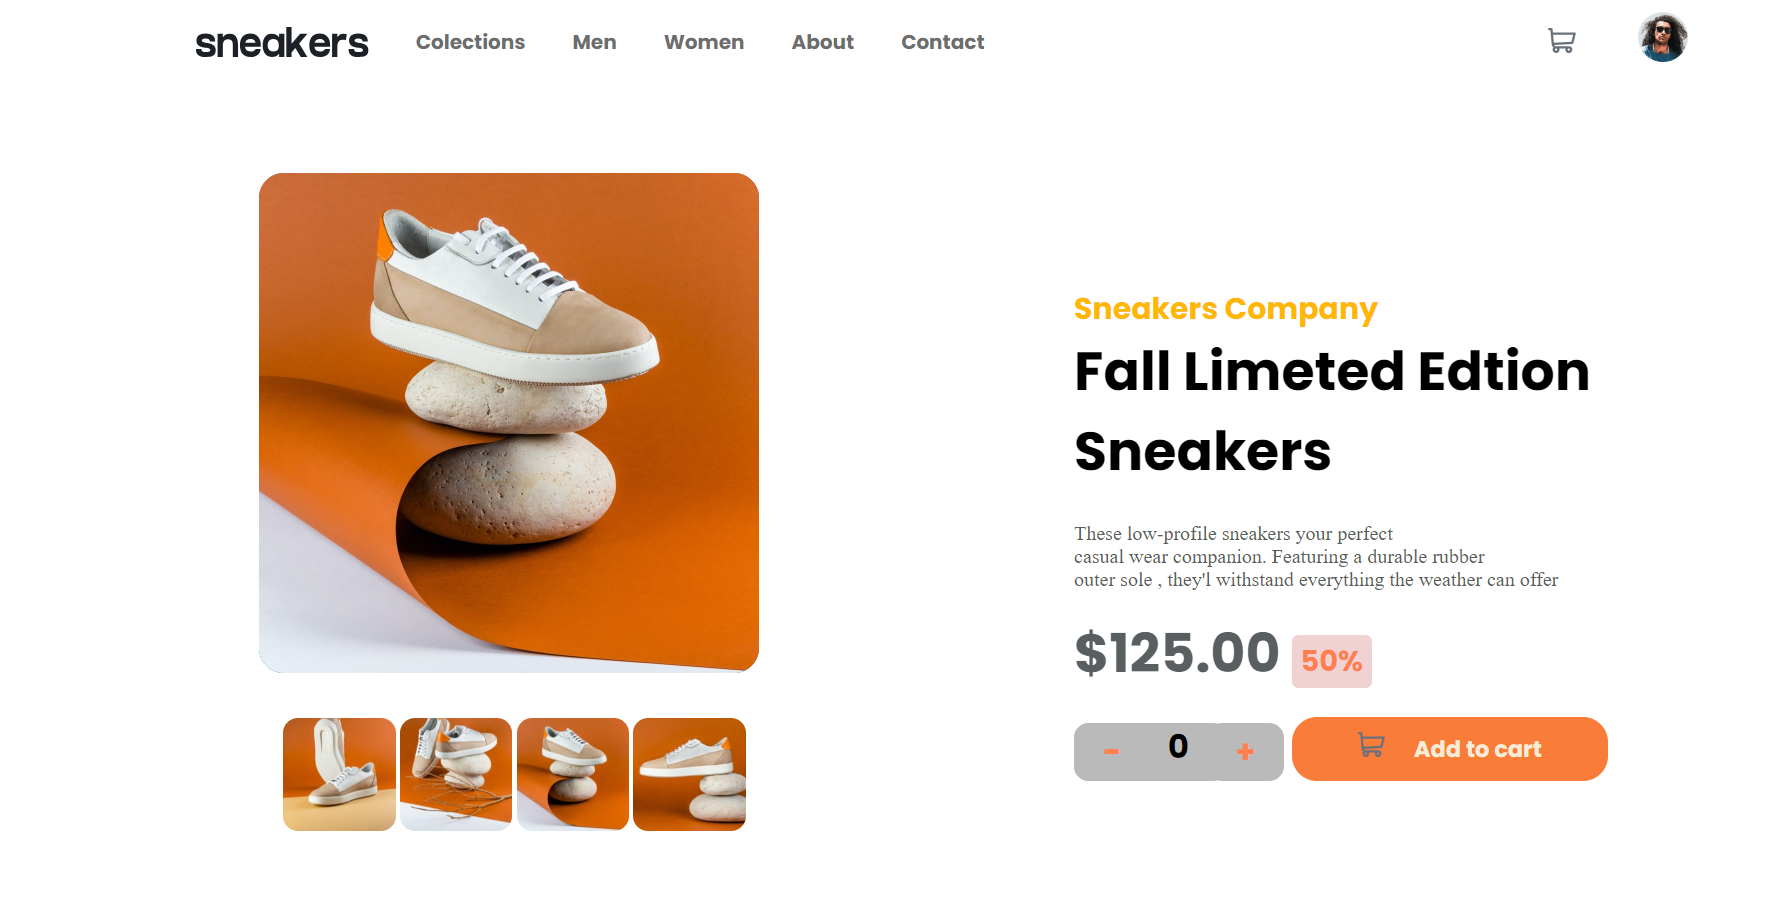 sneakers Colections Men Women About Contact
Sneakers Company
Fall Limeted Edtion
Sneakers
These low-profile sneakers your perfect
casual wear companion. Featuring a durable rubber
outer sole , they'l withstand everything the weather can offer
$125.00 50%
- 0 + Add to cart